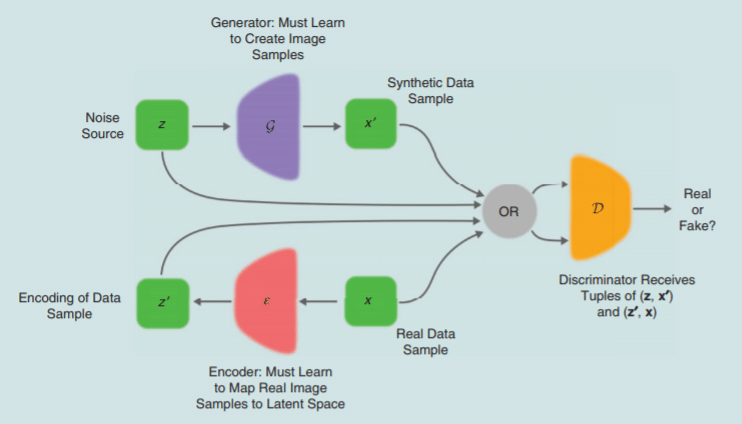 Generator: Must Learn
to Create Image
Samples
Synthetic Data
Sample
Noise
Source
z
G
x′
OR
D
Real
or
Fake?
Encoding of Data
Sample
z′
ε
x
Discriminator Receives
Tuples of (z, x′)
and (z′, x)
Real Data
Sample
Encoder: Must Learn
to Map Real Image
Samples to Latent Space